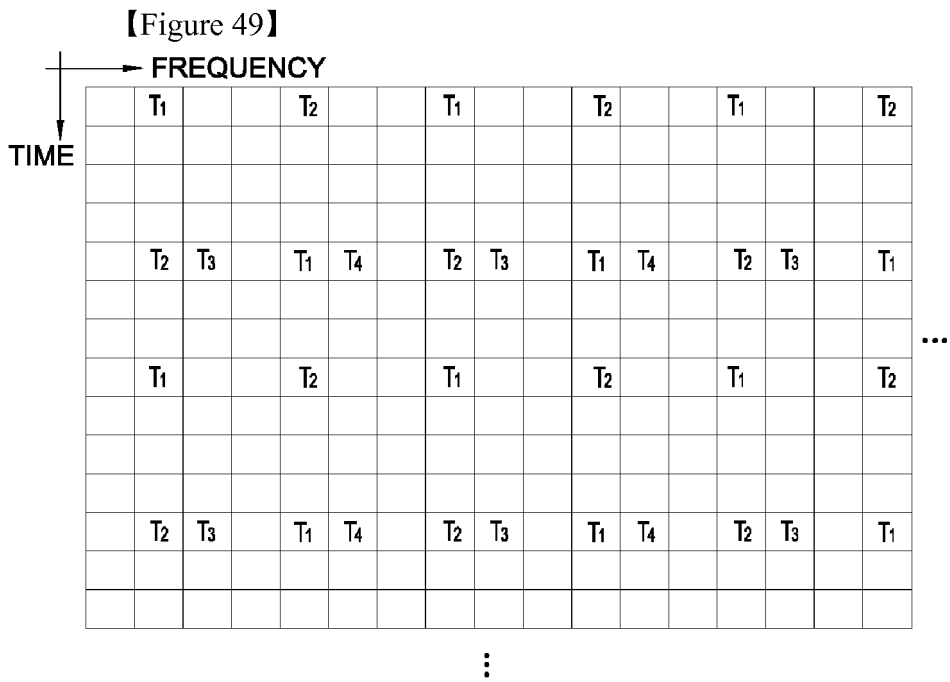 【Figure 49】
FREQUENCY
TIME
T1 T2 T1 T2 T1 T2
T2 T3 T1 T4 T2 T3 T1 T4 T2 T3 T1
...
T1 T2 T1 T2 T1 T2
T2 T3 T1 T4 T2 T3 T1 T4 T2 T3 T1
⋮